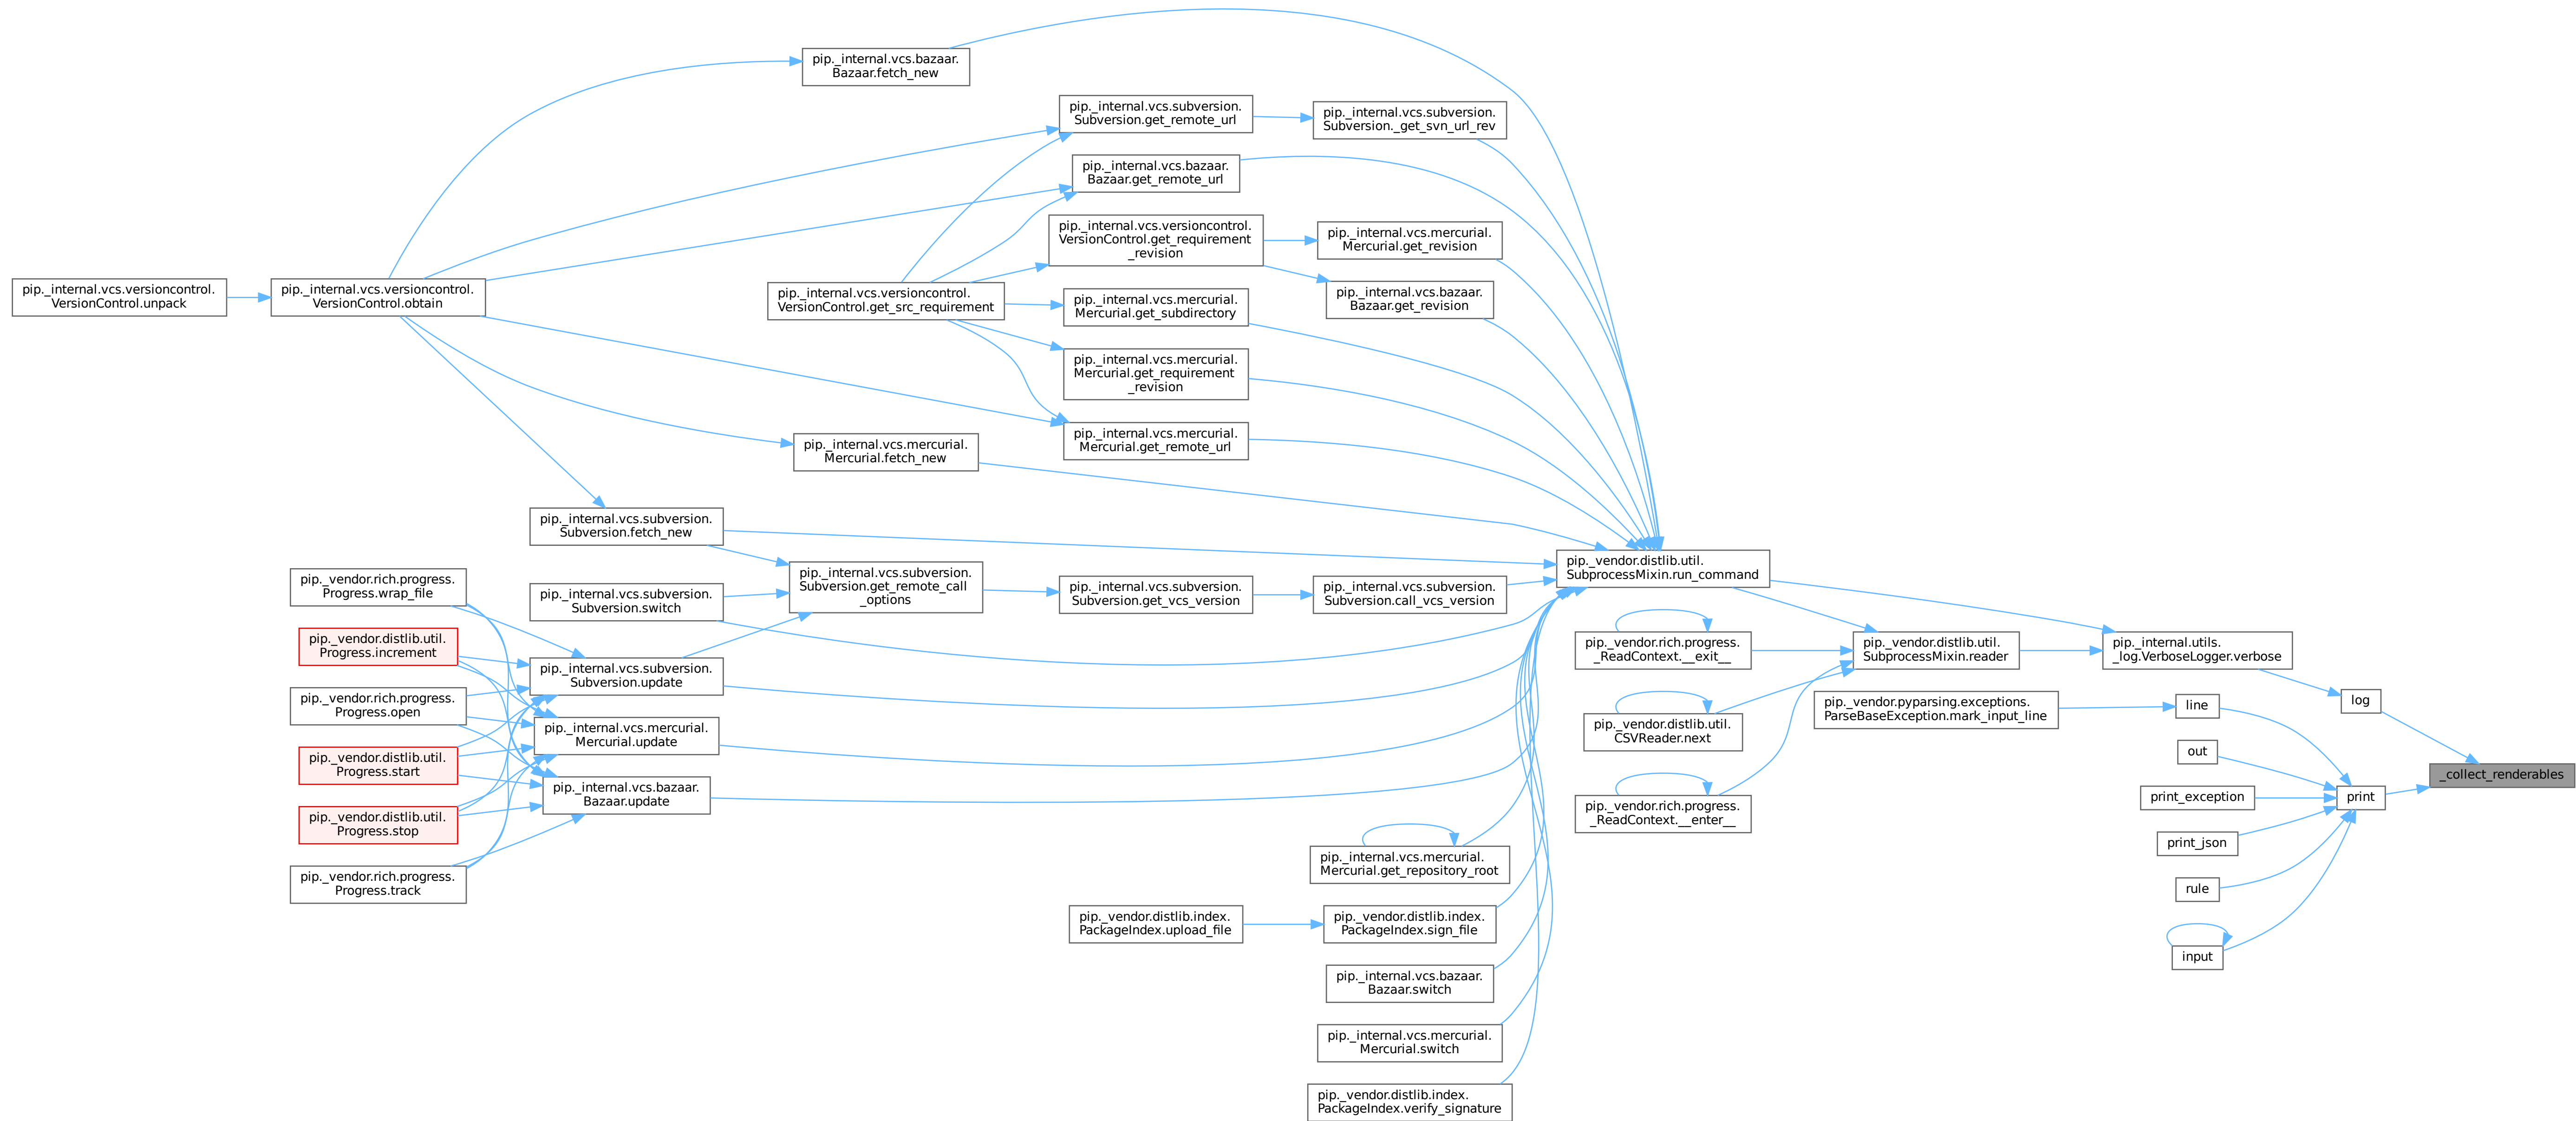 pip._internal.vcs.bazaar.
Bazaar.fetch_new
pip._internal.vcs.subversion.
Subversion.get_remote_url
pip._internal.vcs.subversion.
Subversion._get_svn_url_rev
pip._internal.vcs.bazaar.
Bazaar.get_remote_url
pip._internal.vcs.versioncontrol.
VersionControl.get_requirement
_revision
pip._internal.vcs.mercurial.
Mercurial.get_revision
pip._internal.vcs.versioncontrol.
VersionControl.unpack
pip._internal.vcs.versioncontrol.
VersionControl.obtain
pip._internal.vcs.versioncontrol.
VersionControl.get_src_requirement
pip._internal.vcs.mercurial.
Mercurial.get_subdirectory
pip._internal.vcs.bazaar.
Bazaar.get_revision
pip._internal.vcs.mercurial.
Mercurial.get_requirement
_revision
pip._internal.vcs.mercurial.
Mercurial.fetch_new
pip._internal.vcs.mercurial.
Mercurial.get_remote_url
pip._internal.vcs.subversion.
Subversion.fetch_new
pip._vendor.distlib.util.
SubprocessMixin.run_command
pip._vendor.rich.progress.
Progress.wrap_file
pip._internal.vcs.subversion.
Subversion.switch
pip._internal.vcs.subversion.
Subversion.get_remote_call
_options
pip._internal.vcs.subversion.
Subversion.get_vcs_version
pip._internal.vcs.subversion.
Subversion.call_vcs_version
pip._vendor.distlib.util.
Progress.increment
pip._internal.vcs.subversion.
Subversion.update
pip._vendor.rich.progress.
_ReadContext.__exit__
pip._vendor.distlib.util.
SubprocessMixin.reader
pip._internal.utils.
_log.VerboseLogger.verbose
pip._vendor.rich.progress.
Progress.open
pip._internal.vcs.mercurial.
Mercurial.update
pip._vendor.distlib.util.
CSVReader.next
pip._vendor.pyparsing.exceptions.
ParseBaseException.mark_input_line
line
log
out
pip._vendor.distlib.util.
Progress.start
_collect_renderables
pip._internal.vcs.bazaar.
Bazaar.update
pip._vendor.rich.progress.
_ReadContext.__enter__
print_exception
print
pip._vendor.distlib.util.
Progress.stop
print_json
pip._vendor.rich.progress.
Progress.track
pip._internal.vcs.mercurial.
Mercurial.get_repository_root
rule
pip._vendor.distlib.index.
PackageIndex.upload_file
pip._vendor.distlib.index.
PackageIndex.sign_file
input
pip._internal.vcs.bazaar.
Bazaar.switch
pip._internal.vcs.mercurial.
Mercurial.switch
pip._vendor.distlib.index.
PackageIndex.verify_signature